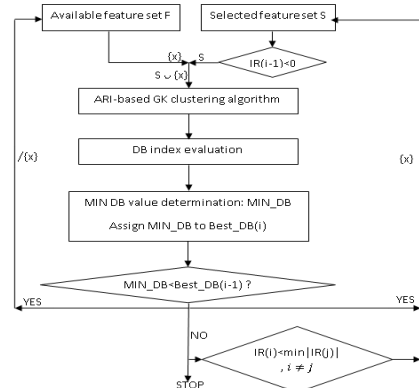 Available feature set F
Selected feature set S
{x}
S
IR(i-1)<0
S ∪ {x}
ARI-based GK clustering algorithm
/{x}
{x}
DB index evaluation
MIN DB value determination: MIN_DB
Assign MIN_DB to Best_DB(i)
MIN_DB<Best_DB(i-1) ?
YES
YES
NO
IR(i)<min|IR(j)|
, i ≠ j
STOP